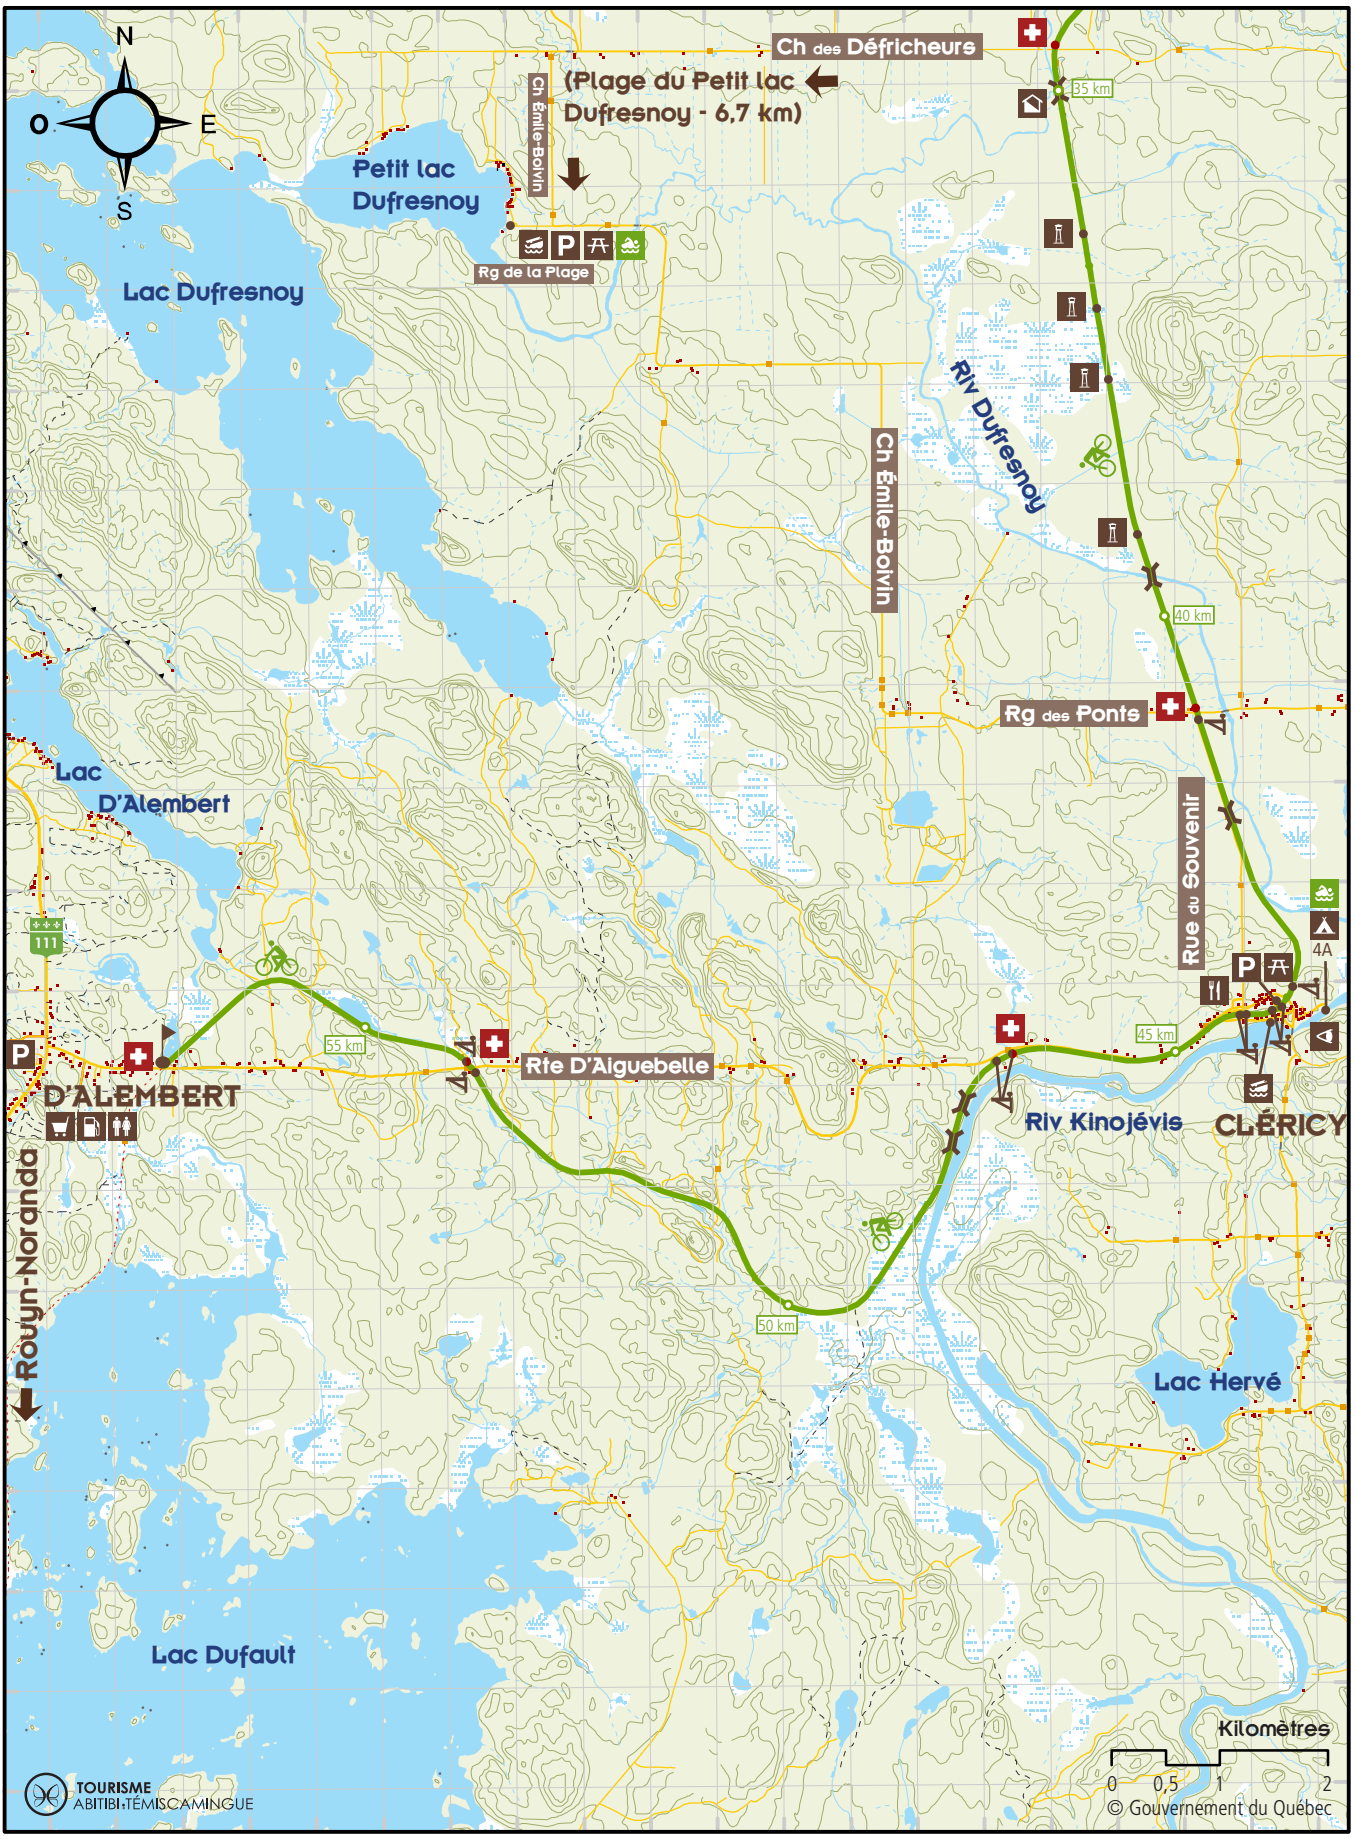 N
O
E
S
Ch des Défricheurs
(Plage du Petit lac
Dufresnoy - 6,7 km)
Ch Émile-Boivin
35 km
Petit lac
Dufresnoy
P
Rg de la Plage
Lac Dufresnoy
Riv Dufresnoy
Ch Émile-Boivin
40 km
Rg des Ponts
Lac
D'Alembert
Rue du Souvenir
111
4A
P
45 km
55 km
P
Rte D'Aiguebelle
D'ALEMBERT
Riv Kinojévis
CLÉRICY
Rouyn-Noranda
50 km
Lac Hervé
Lac Dufault
Kilomètres
0 0,5 1 2
© Gouvernement du Québec
TOURISME
ABITIBI-TÉMISCAMINGUE